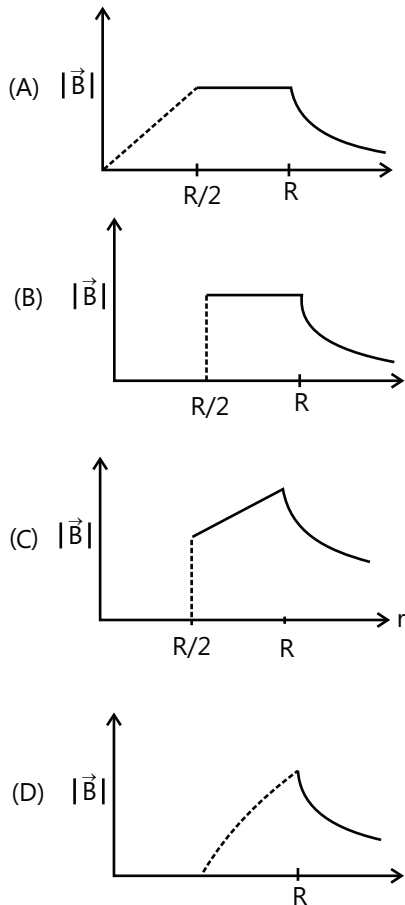 (A) |B⃗|
R/2 R
(B) |B⃗|
R/2 R
(C) |B⃗| r
R/2 R
(D) |B⃗|
R